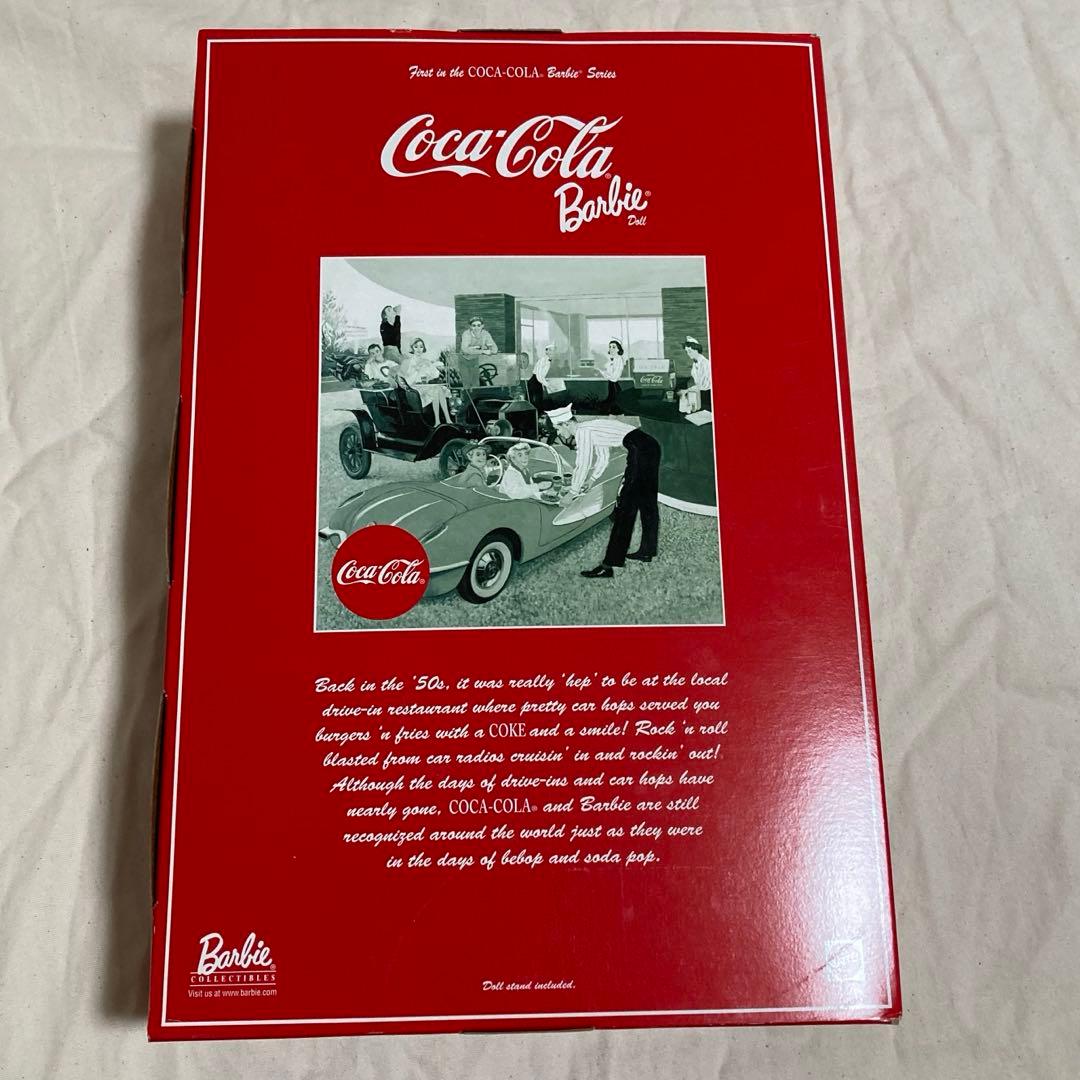 First in the COCA-COLA® Barbie® Series
Coca-Cola®
Barbie®
Doll
Coca-Cola
Coca-Cola®
Back in the '50s, it was really 'hep' to be at the local
drive-in restaurant where pretty car hops served you
burgers 'n fries with a COKE and a smile! Rock 'n roll
blasted from car radios cruisin' in and rockin' out!
Although the days of drive-ins and car hops have
nearly gone, COCA-COLA® and Barbie are still
recognized around the world just as they were
in the days of bebop and soda pop.
Barbie®
COLLECTIBLES
Visit us at www.barbie.com
Doll stand included.